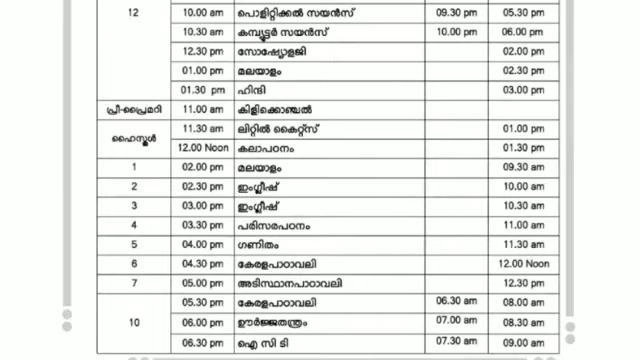 12 10.00 am പൊളിറ്റിക്കൽ സയൻസ് 09.30 pm 05.30 pm
10.30 am കമ്പ്യൂട്ടർ സയൻസ് 10.00 pm 06.00 pm
12.30 pm സോഷ്യോളജി 02.00 pm
01.00 pm മലയാളം 02.30 pm
01.30 pm ഹിന്ദി 03.00 pm
പ്രീ-പ്രൈമറി 11.00 am കിളിക്കൊഞ്ചൽ
ഹൈസ്കൂൾ 11.30 am ലിറ്റിൽ കൈറ്റ്സ് 01.00 pm
12.00 Noon കലാപഠനം 01.30 pm
1 02.00 pm മലയാളം 09.30 am
2 02.30 pm ഇംഗ്ലീഷ് 10.00 am
3 03.00 pm ഇംഗ്ലീഷ് 10.30 am
4 03.30 pm പരിസരപഠനം 11.00 am
5 04.00 pm ഗണിതം 11.30 am
6 04.30 pm കേരളപാഠാവലി 12.00 Noon
7 05.00 pm അടിസ്ഥാനപാഠാവലി 12.30 pm
10 05.30 pm കേരളപാഠാവലി 06.30 am 08.00 am
06.00 pm ഊർജ്ജതന്ത്രം 07.00 am 08.30 am
06.30 pm ഐ സി ടി 07.30 am 09.00 am